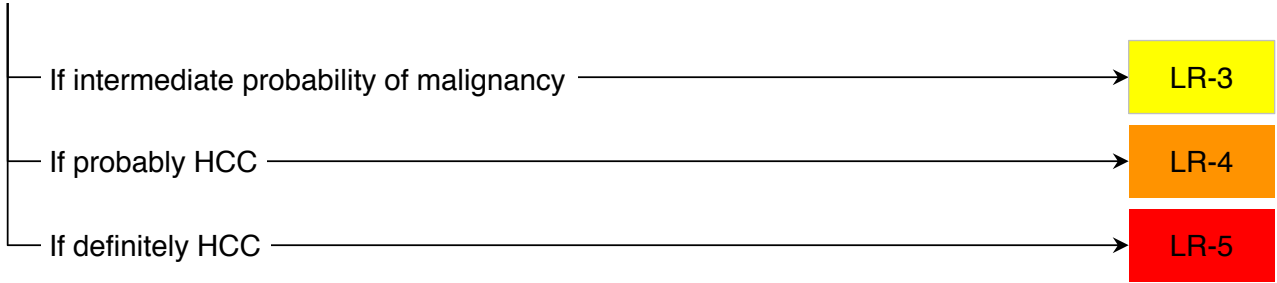 If intermediate probability of malignancy LR-3
If probably HCC LR-4
If definitely HCC LR-5